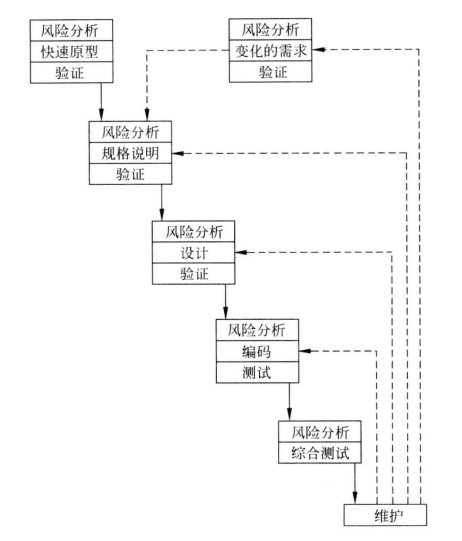 风险分析
快速原型
验证
风险分析
变化的需求
验证
风险分析
规格说明
验证
风险分析
设计
验证
风险分析
编码
测试
风险分析
综合测试
维护